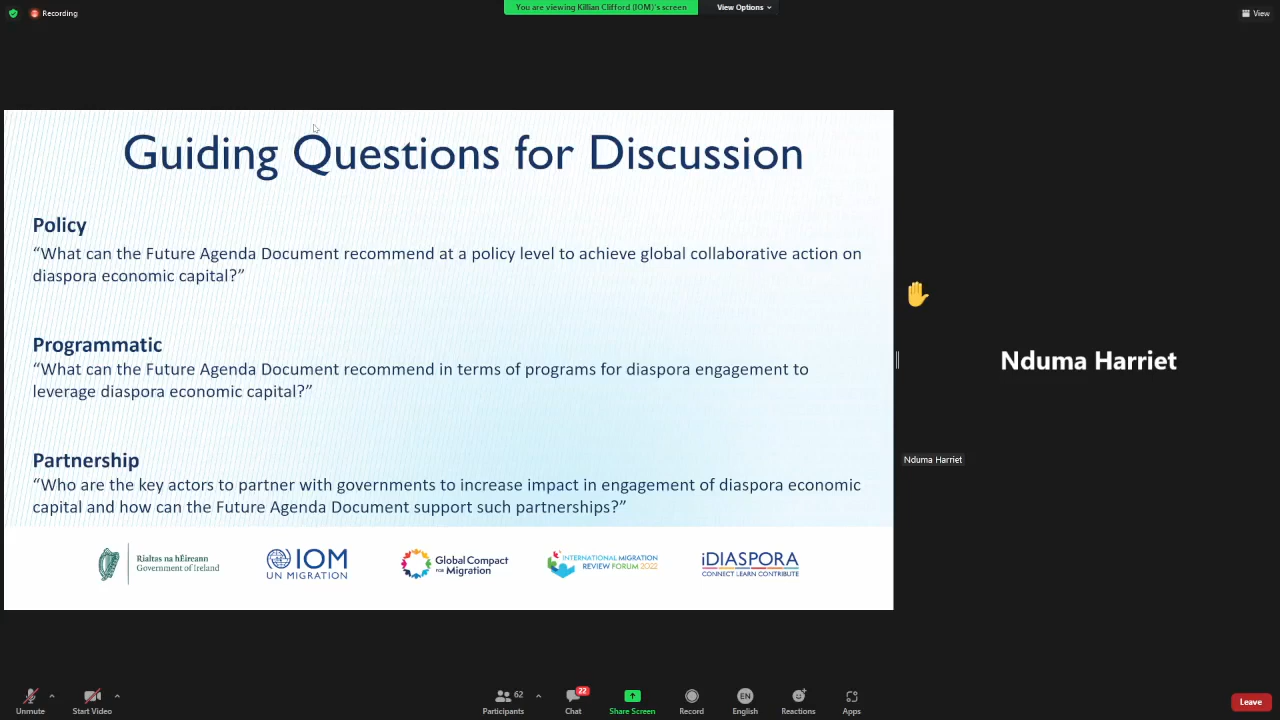 Recording
You are viewing Killian Clifford (IOM)'s screen
View Options
View
Guiding Questions for Discussion
Policy
“What can the Future Agenda Document recommend at a policy level to achieve global collaborative action on
diaspora economic capital?”
Programmatic
“What can the Future Agenda Document recommend in terms of programs for diaspora engagement to
leverage diaspora economic capital?”
Partnership
“Who are the key actors to partner with governments to increase impact in engagement of diaspora economic
capital and how can the Future Agenda Document support such partnerships?”
Rialtas na hÉireann
Government of Ireland
IOM
UN MIGRATION
Global Compact
FOR Migration
INTERNATIONAL MIGRATION
REVIEW FORUM 2022
iDIASPORA
CONNECT LEARN CONTRIBUTE
Nduma Harriet
Nduma Harriet
Unmute
Start Video
62
Participants
22
Chat
Share Screen
Record
EN
English
Reactions
Apps
Leave